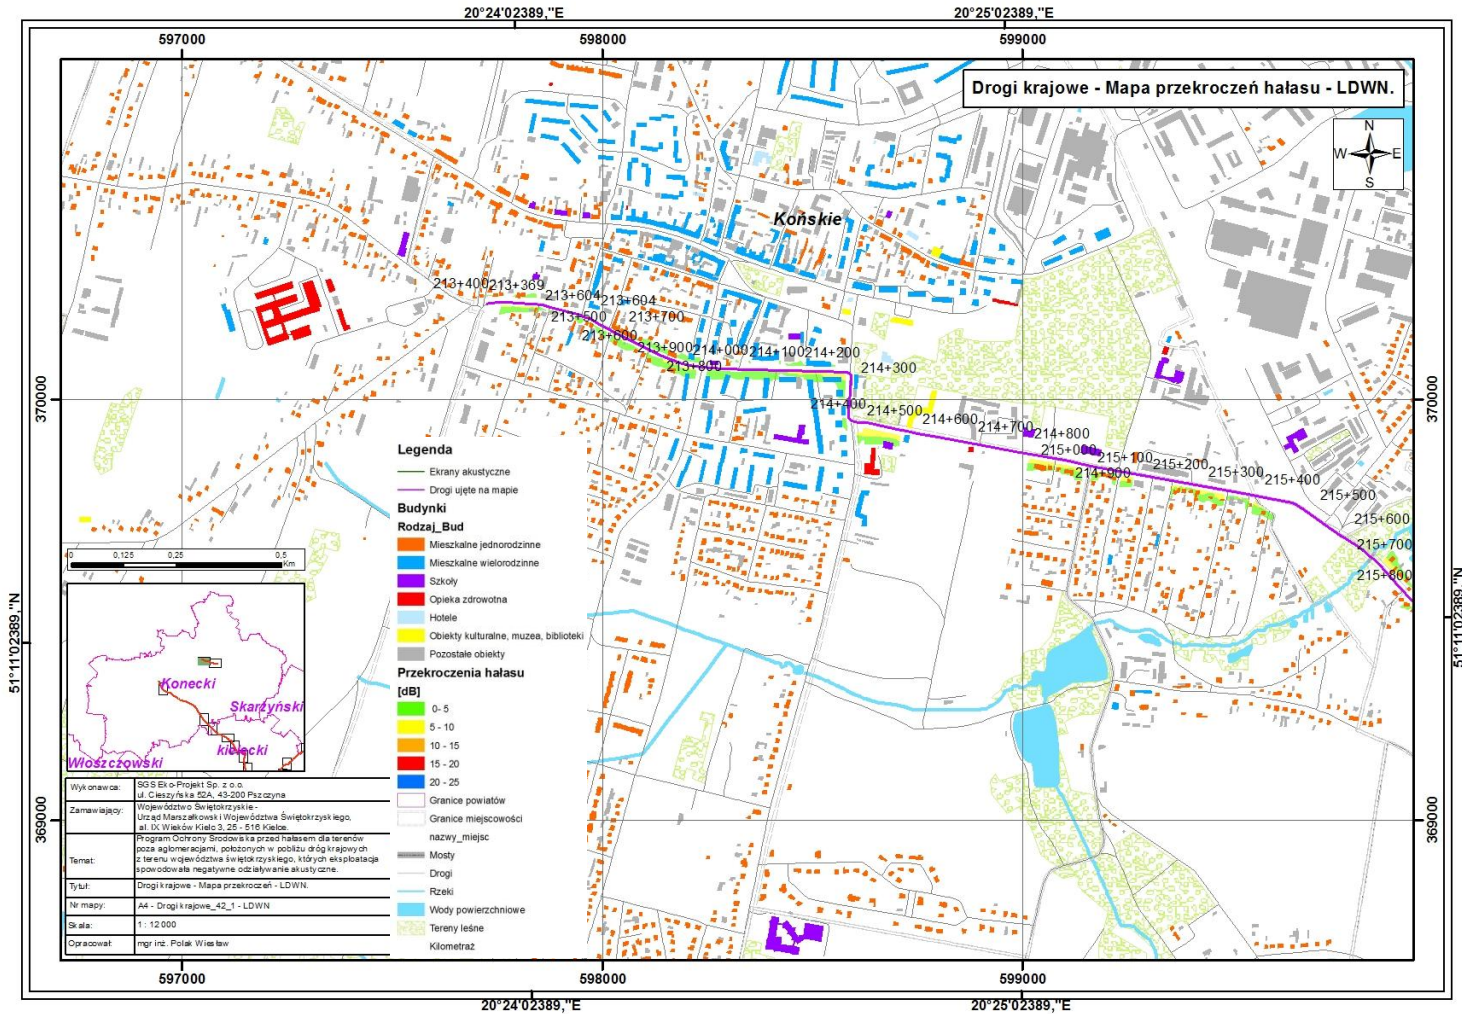 20°24'02389,"E
20°25'02389,"E
597000
598000
599000
Drogi krajowe - Mapa przekroczeń hałasu - LDWN.
N
W
E
S
Końskie
213+400
213+369
213+604
213+604
213+500
213+700
213+600
213+900
214+000
214+100
214+200
213+800
214+300
214+400
214+500
214+600
214+700
214+800
215+000
215+100
214+900
215+200
215+300
215+400
215+500
215+600
215+700
215+800
370000
370000
369000
369000
51°11'02389,"N
51°11'02389,"N
Legenda
Ekrany akustyczne
Drogi ujęte na mapie
Budynki
Rodzaj_Bud
Mieszkalne jednorodzinne
Mieszkalne wielorodzinne
Szkoły
Opieka zdrowotna
Hotele
Obiekty kulturalne, muzea, biblioteki
Pozostałe obiekty
Przekroczenia hałasu
[dB]
0- 5
5 - 10
10 - 15
15 - 20
20 - 25
Granice powiatów
Granice miejscowości
nazwy_miejsc
Mosty
Drogi
Rzeki
Wody powierzchniowe
Tereny leśne
Kilometraż
0 0,125 0,25 0,5
Km
Konecki
Skarżyński
kielecki
Włoszczowski
Wykonawca: SGS Eko-Projekt Sp. z o.o.
ul. Cieszyńska 52A, 43-200 Pszczyna
Zamawiający: Województwo Świętokrzyskie -
Urząd Marszałkowski Województwa Świętokrzyskiego,
al. IX Wieków Kielc 3, 25 - 516 Kielce.
Temat: Program Ochrony Środowiska przed hałasem dla terenów
poza aglomeracjami, położonych w pobliżu dróg krajowych
z terenu województwa świętokrzyskiego, których eksploatacja
spowodowała negatywne odziaływanie akustyczne.
Tytuł: Drogi krajowe - Mapa przekroczeń - LDWN.
Nr mapy: A4 - Drogi krajowe_42_1 - LDWN
Skala: 1 : 12 000
Opracował: mgr inż. Polak Wiesław
597000
598000
599000
20°24'02389,"E
20°25'02389,"E